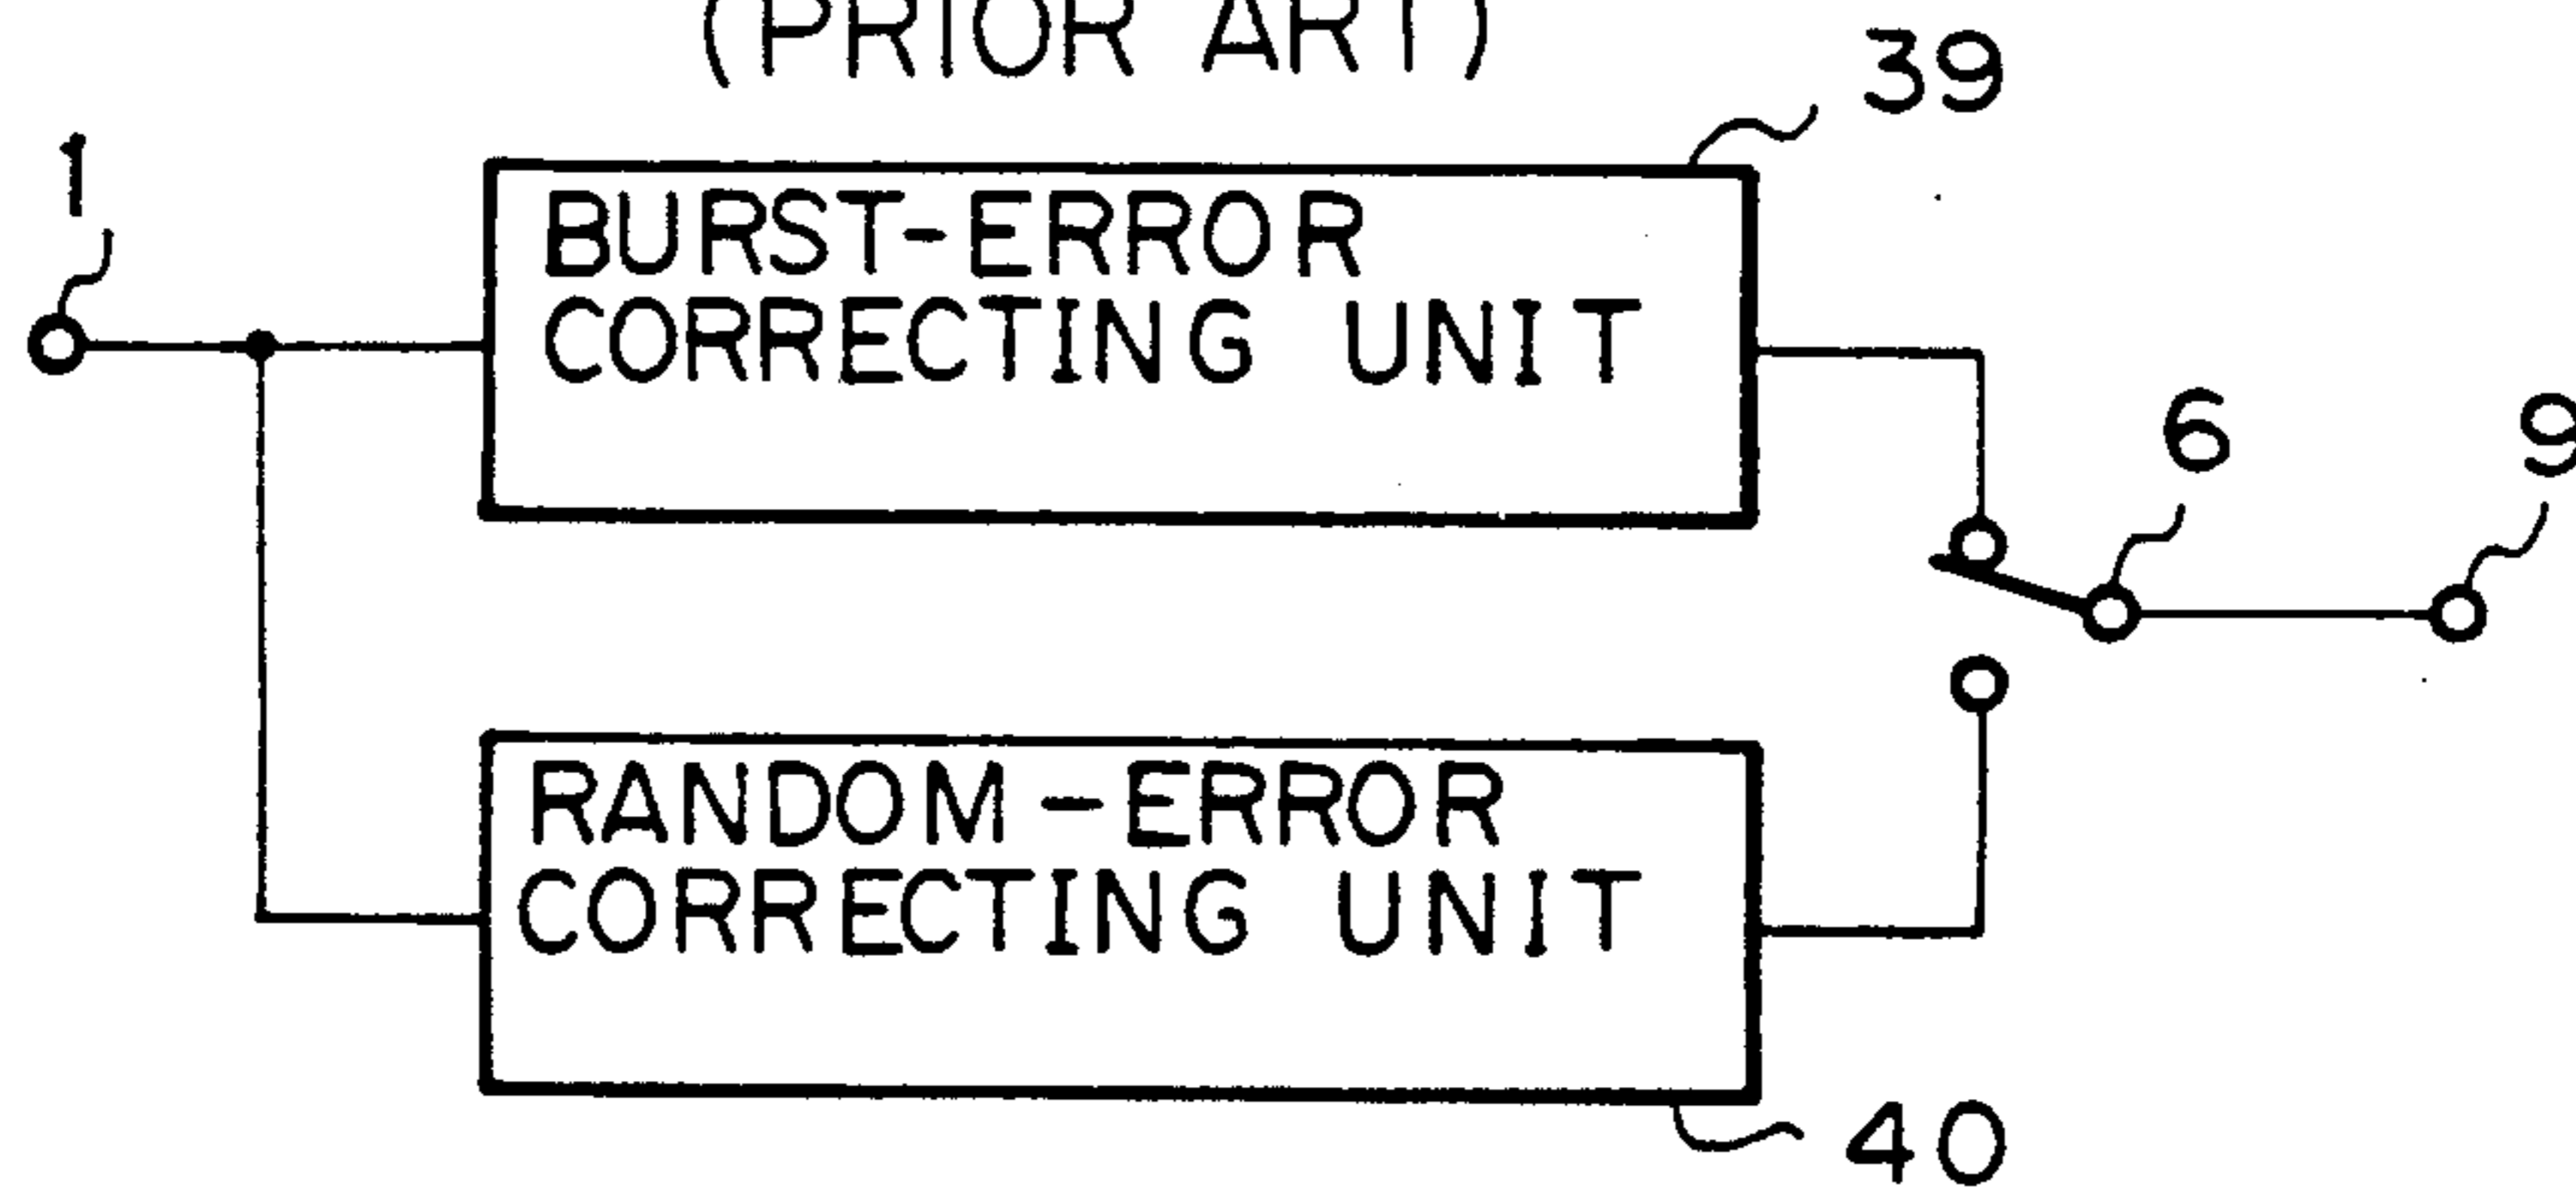 (PRIOR ART)
39
1
BURST-ERROR
CORRECTING UNIT
6
9
RANDOM-ERROR
CORRECTING UNIT
40